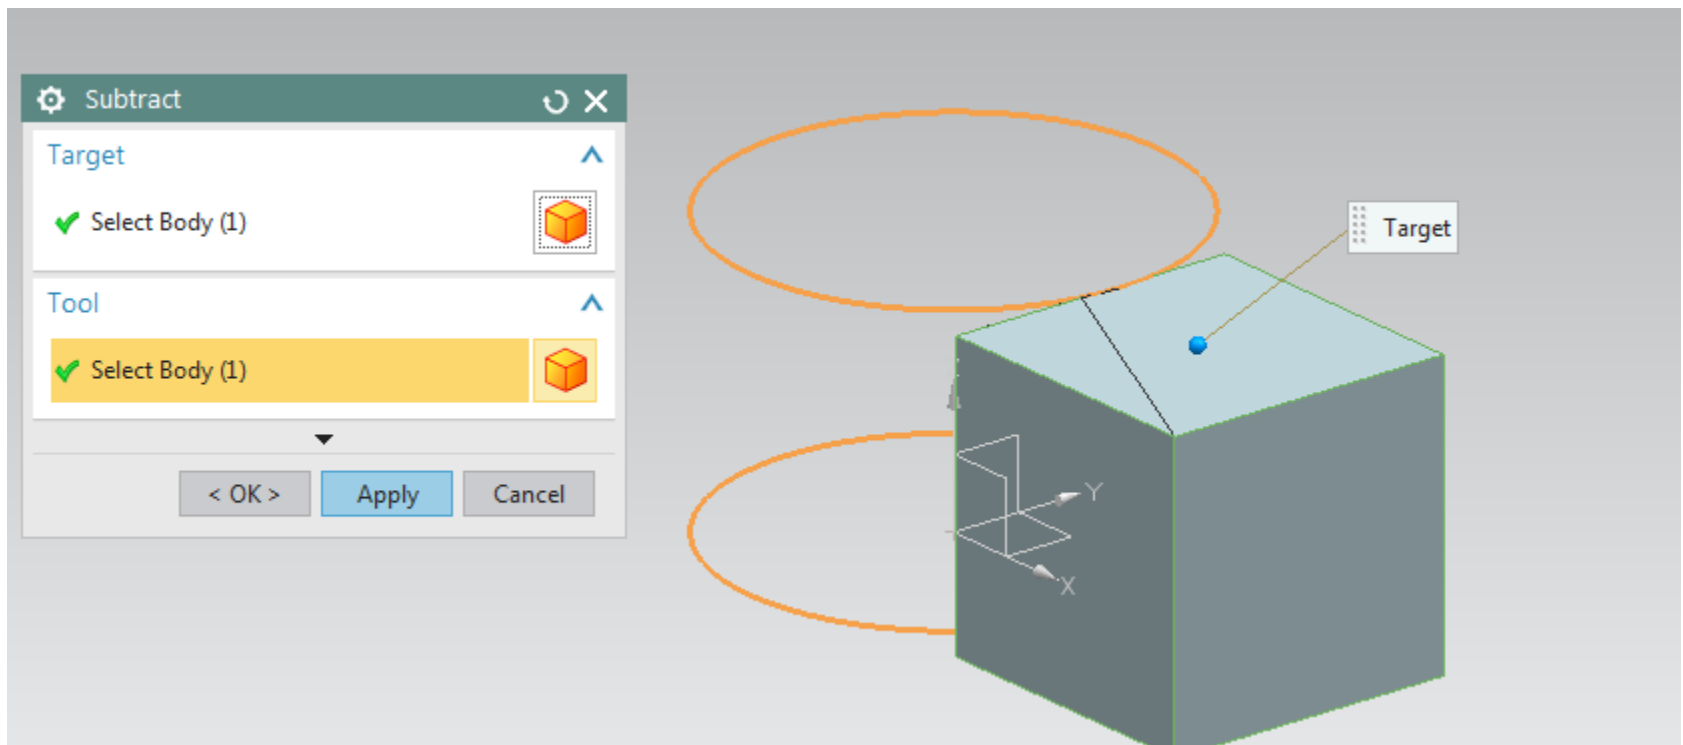 Subtract
Target
Select Body (1)
Tool
Select Body (1)
< OK >
Apply
Cancel
Target
Y
X